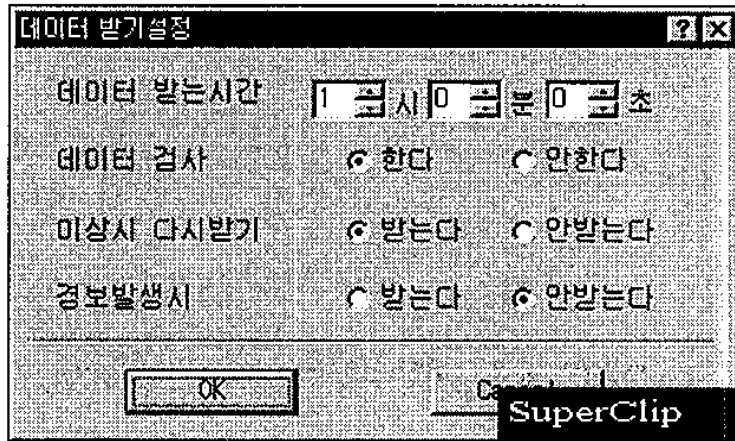 데이터 받기설정
데이터 받는시간 1 시 0 분 0 초
데이터 검사 한다 안한다
이상시 다시받기 받는다 안받는다
경보발생시 받는다 안받는다
OK
SuperClip